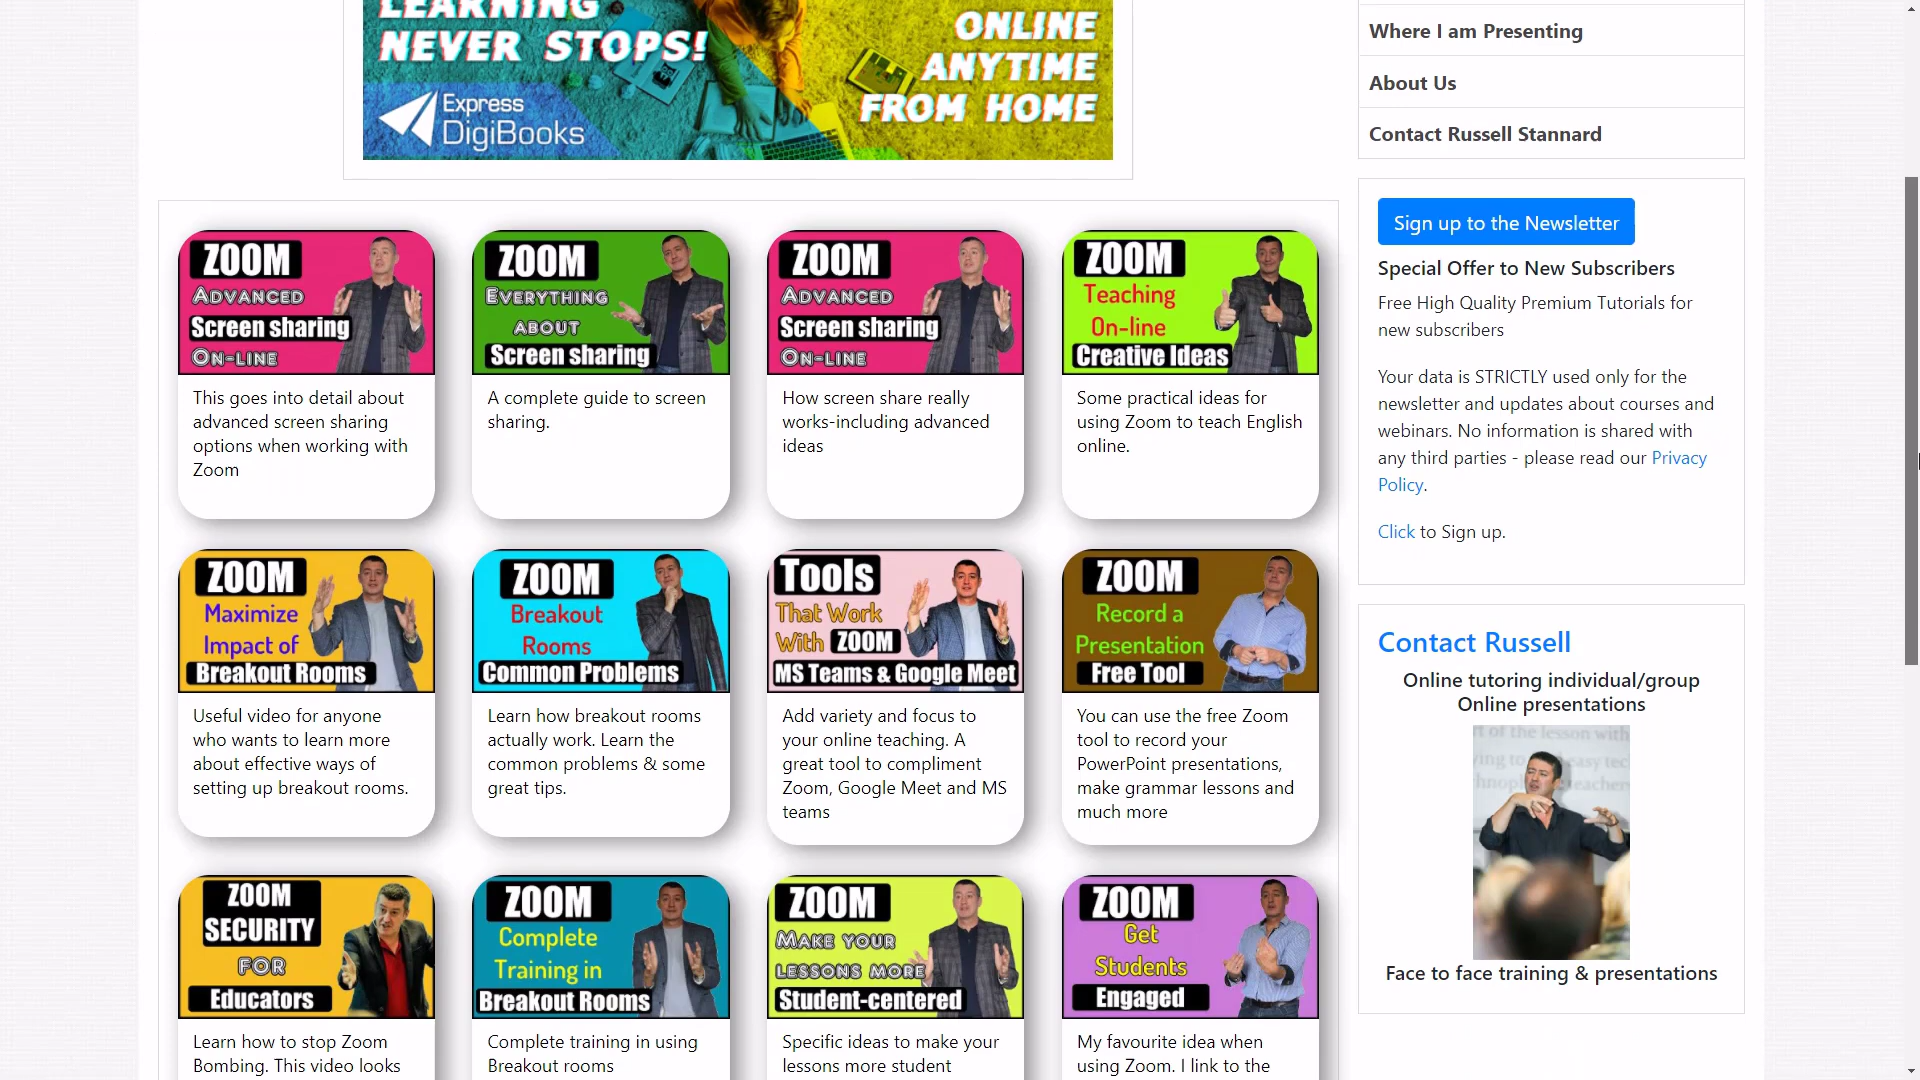 LEARNING
NEVER STOPS!
Express
DigiBooks
ONLINE
ANYTIME
FROM HOME
Where I am Presenting
About Us
Contact Russell Stannard
ZOOM
ADVANCED
Screen sharing
ON-LINE
This goes into detail about
advanced screen sharing
options when working with
Zoom
ZOOM
EVERYTHING
ABOUT
Screen sharing
A complete guide to screen
sharing.
ZOOM
ADVANCED
Screen sharing
ON-LINE
How screen share really
works-including advanced
ideas
ZOOM
Teaching
On-line
Creative Ideas
Some practical ideas for
using Zoom to teach English
online.
ZOOM
Maximize
Impact of
Breakout Rooms
Useful video for anyone
who wants to learn more
about effective ways of
setting up breakout rooms.
ZOOM
Breakout
Rooms
Common Problems
Learn how breakout rooms
actually work. Learn the
common problems & some
great tips.
Tools
That Work
With ZOOM
MS Teams & Google Meet
Add variety and focus to
your online teaching. A
great tool to compliment
Zoom, Google Meet and MS
teams
ZOOM
Record a
Presentation
Free Tool
You can use the free Zoom
tool to record your
PowerPoint presentations,
make grammar lessons and
much more
ZOOM
SECURITY
FOR
Educators
Learn how to stop Zoom
Bombing. This video looks
ZOOM
Complete
Training in
Breakout Rooms
Complete training in using
Breakout rooms
ZOOM
MAKE YOUR
LESSONS MORE
Student-centered
Specific ideas to make your
lessons more student
ZOOM
Get
Students
Engaged
My favourite idea when
using Zoom. I link to the
Sign up to the Newsletter
Special Offer to New Subscribers
Free High Quality Premium Tutorials for
new subscribers
Your data is STRICTLY used only for the
newsletter and updates about courses and
webinars. No information is shared with
any third parties - please read our Privacy
Policy.
Click to Sign up.
Contact Russell
Online tutoring individual/group
Online presentations
of the lesson with
Face to face training & presentations